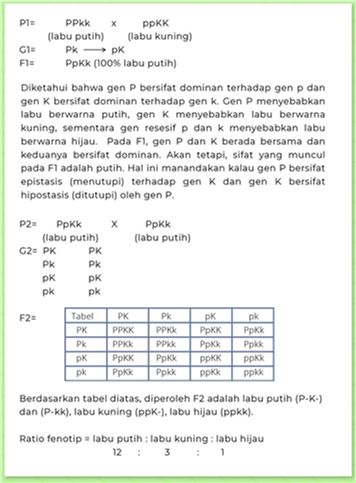 P1= PPkk x ppKK
(labu putih) (labu kuning)
G1= Pk → pK
F1= PpKk (100% labu putih)
Diketahui bahwa gen P bersifat dominan terhadap gen p dan
gen K bersifat dominan terhadap gen k. Gen P menyebabkan
labu berwarna putih, gen K menyebabkan labu berwarna
kuning, sementara gen resesif p dan k menyebabkan labu
berwarna hijau. Pada F1, gen P dan K berada bersama dan
keduanya bersifat dominan. Akan tetapi, sifat yang muncul
pada F1 adalah putih. Hal ini manandakan kalau gen P bersifat
epistasis (menutupi) terhadap gen K dan gen K bersifat
hipostasis (ditutupi) oleh gen P.
P2= PpKk X PpKk
(labu putih) (labu putih)
G2= PK PK
Pk Pk
pK pK
pk pk
F2=
Tabel PK Pk pK pk
PK PPKK PPKk PpKK PpKk
Pk PPKk PPkk PpKk Ppkk
pK PpKK PpKk ppKK ppKk
pk PpKk Ppkk ppKk ppkk
Berdasarkan tabel diatas, diperoleh F2 adalah labu putih (P-K-)
dan (P-kk), labu kuning (ppK-), labu hijau (ppkk).
Ratio fenotip = labu putih : labu kuning : labu hijau
12 : 3 : 1